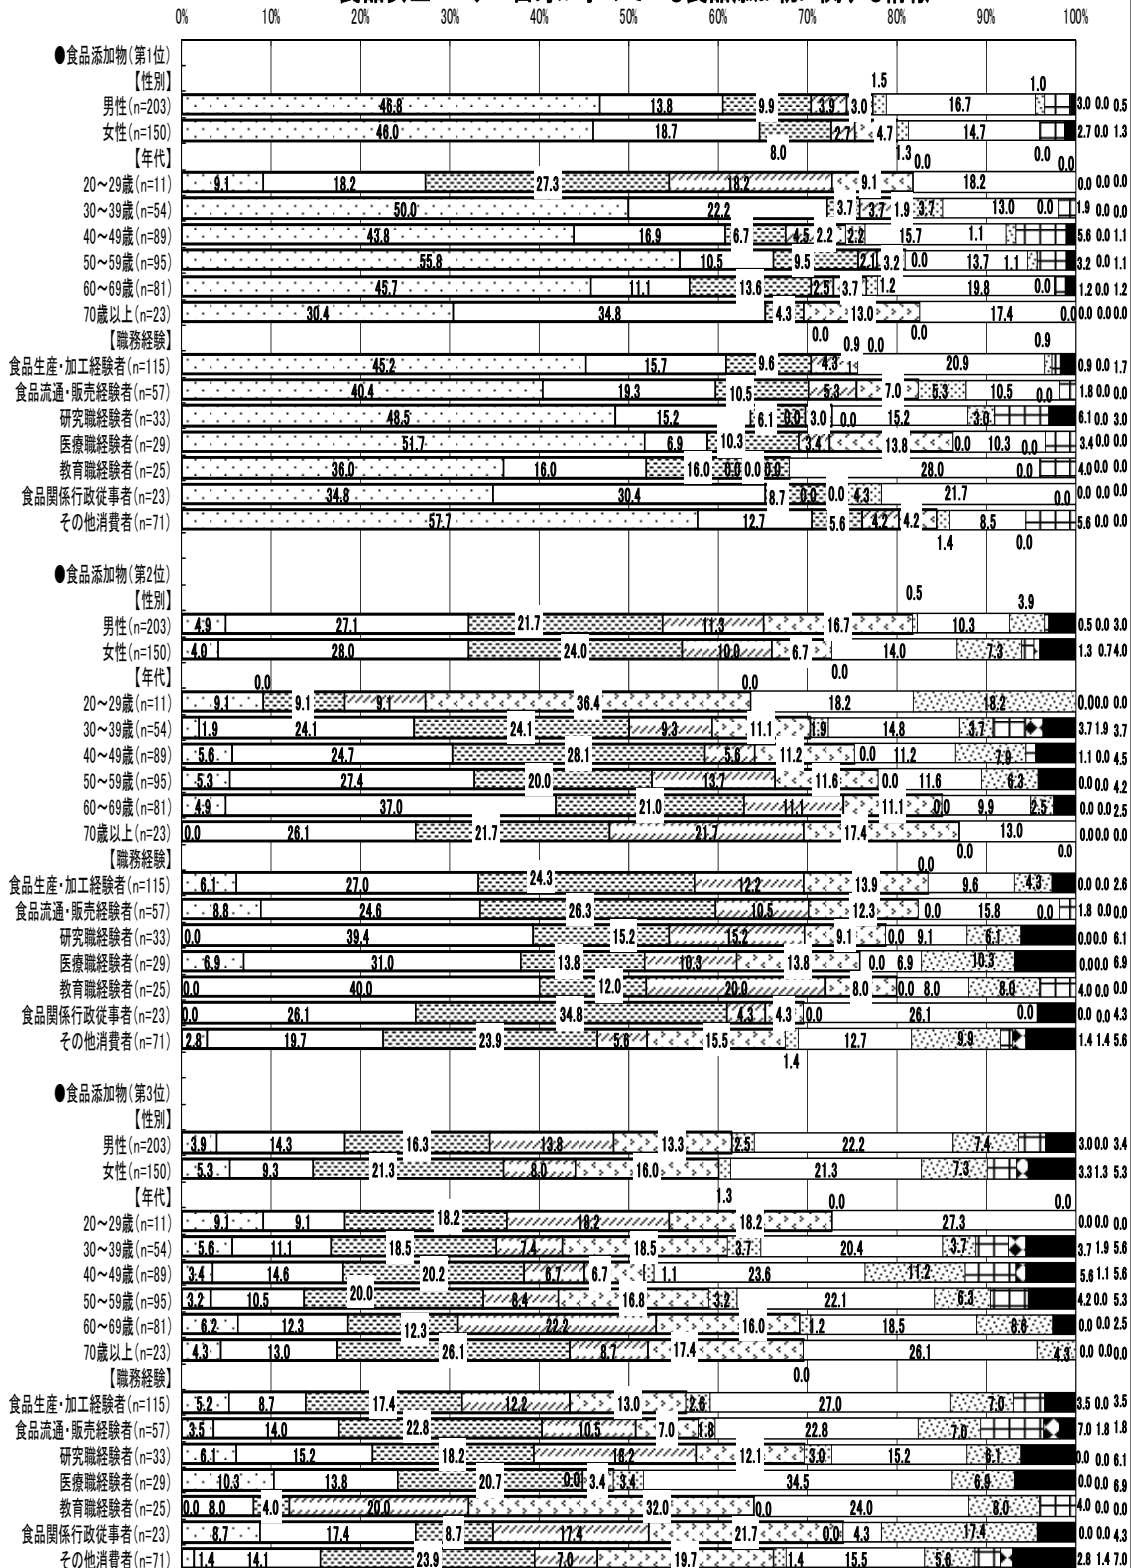 0% 10% 20% 30% 40% 50% 60% 70% 80% 90% 100%
●食品添加物(第1位)
【性別】 1.5 1.0
男性(n=203) 46.8 13.8 9.9 3.9 3.0 16.7 3.0 0.0 0.5
女性(n=150) 46.0 18.7 2.7 4.7 14.7 2.7 0.0 1.3
【年代】 8.0 1.3 0.0 0.0 0.0
20～29歳(n=11) 9.1 18.2 27.3 18.2 9.1 18.2 0.0 0.0 0.0
30～39歳(n=54) 50.0 22.2 3.7 3.7 1.9 3.7 13.0 0.0 1.9 0.0 0.0
40～49歳(n=89) 43.8 16.9 6.7 4.5 2.2 2.2 15.7 1.1 5.6 0.0 1.1
50～59歳(n=95) 55.8 10.5 9.5 2.1 3.2 0.0 13.7 1.1 3.2 0.0 1.1
60～69歳(n=81) 45.7 11.1 13.6 2.5 3.7 1.2 19.8 0.0 1.2 0.0 1.2
70歳以上(n=23) 30.4 34.8 4.3 13.0 17.4 0.0 0.0 0.0 0.0
【職務経験】 0.0 0.9 0.0 0.0 0.9
食品生産・加工経験者(n=115) 45.2 15.7 9.6 4.3 20.9 0.9 0.0 1.7
食品流通・販売経験者(n=57) 40.4 19.3 10.5 5.3 7.0 5.3 10.5 0.0 1.8 0.0 0.0
研究職経験者(n=33) 48.5 15.2 6.1 0.0 3.0 0.0 15.2 3.0 6.1 0.0 3.0
医療職経験者(n=29) 51.7 6.9 10.3 3.4 13.8 0.0 10.3 0.0 3.4 0.0 0.0
教育職経験者(n=25) 36.0 16.0 16.0 0.0 0.0 0.0 28.0 0.0 4.0 0.0 0.0
食品関係行政従事者(n=23) 34.8 30.4 8.7 0.0 0.0 4.3 21.7 0.0 0.0 0.0 0.0
その他消費者(n=71) 57.7 12.7 5.6 4.2 4.2 8.5 5.6 0.0 0.0
1.4 0.0
●食品添加物(第2位)
【性別】 0.5 3.9
男性(n=203) 4.9 27.1 21.7 11.3 16.7 10.3 0.5 0.0 3.0
女性(n=150) 4.0 28.0 24.0 10.0 6.7 14.0 7.3 1.3 0.7 4.0
【年代】 0.0 0.0 0.0
20～29歳(n=11) 9.1 9.1 9.1 36.4 18.2 18.2 0.0 0.0 0.0
30～39歳(n=54) 1.9 24.1 24.1 9.3 11.1 1.9 14.8 3.7 3.7 1.9 3.7
40～49歳(n=89) 5.6 24.7 28.1 5.6 11.2 0.0 11.2 7.9 1.1 0.0 4.5
50～59歳(n=95) 5.3 27.4 20.0 13.7 11.6 0.0 11.6 6.3 0.0 0.0 4.2
60～69歳(n=81) 4.9 37.0 21.0 11.1 11.1 0.0 9.9 2.5 0.0 0.0 2.5
70歳以上(n=23) 0.0 26.1 21.7 21.7 17.4 13.0 0.0 0.0 0.0
【職務経験】 0.0 0.0 0.0
食品生産・加工経験者(n=115) 6.1 27.0 24.3 12.2 13.9 9.6 4.3 0.0 0.0 2.6
食品流通・販売経験者(n=57) 8.8 24.6 26.3 10.5 12.3 0.0 15.8 0.0 1.8 0.0 0.0
研究職経験者(n=33) 0.0 39.4 15.2 15.2 9.1 0.0 9.1 6.1 0.0 0.0 6.1
医療職経験者(n=29) 6.9 31.0 13.8 10.3 13.8 0.0 6.9 10.3 0.0 0.0 6.9
教育職経験者(n=25) 0.0 40.0 12.0 20.0 8.0 0.0 8.0 8.0 4.0 0.0 0.0
食品関係行政従事者(n=23) 0.0 26.1 34.8 4.3 4.3 0.0 26.1 0.0 0.0 0.0 4.3
その他消費者(n=71) 2.8 19.7 23.9 5.6 15.5 12.7 9.9 1.4 1.4 5.6
1.4
●食品添加物(第3位)
【性別】
男性(n=203) 3.9 14.3 16.3 13.8 13.3 2.5 22.2 7.4 3.0 0.0 3.4
女性(n=150) 5.3 9.3 21.3 8.0 16.0 21.3 7.3 3.3 1.3 5.3
【年代】 1.3 0.0 0.0
20～29歳(n=11) 9.1 9.1 18.2 18.2 18.2 27.3 0.0 0.0 0.0
30～39歳(n=54) 5.6 11.1 18.5 7.4 18.5 3.7 20.4 3.7 3.7 1.9 5.6
40～49歳(n=89) 3.4 14.6 20.2 6.7 6.7 1.1 23.6 11.2 5.6 1.1 5.6
50～59歳(n=95) 3.2 10.5 20.0 8.4 16.8 3.2 22.1 6.3 4.2 0.0 5.3
60～69歳(n=81) 6.2 12.3 12.3 22.2 16.0 1.2 18.5 8.6 0.0 0.0 2.5
70歳以上(n=23) 4.3 13.0 26.1 8.7 17.4 26.1 4.3 0.0 0.0 0.0
【職務経験】 0.0
食品生産・加工経験者(n=115) 5.2 8.7 17.4 12.2 13.0 2.6 27.0 7.0 3.5 0.0 3.5
食品流通・販売経験者(n=57) 3.5 14.0 22.8 10.5 7.0 1.8 22.8 7.0 7.0 1.8 1.8
研究職経験者(n=33) 6.1 15.2 18.2 18.2 12.1 3.0 15.2 6.1 0.0 0.0 6.1
医療職経験者(n=29) 10.3 13.8 20.7 0.0 3.4 3.4 34.5 6.9 0.0 0.0 6.9
教育職経験者(n=25) 0.0 8.0 4.0 20.0 32.0 0.0 24.0 8.0 4.0 0.0 0.0
食品関係行政従事者(n=23) 8.7 17.4 8.7 17.4 21.7 0.0 4.3 17.4 0.0 0.0 4.3
その他消費者(n=71) 1.4 14.1 23.9 7.0 19.7 1.4 15.5 5.6 2.8 1.4 7.0